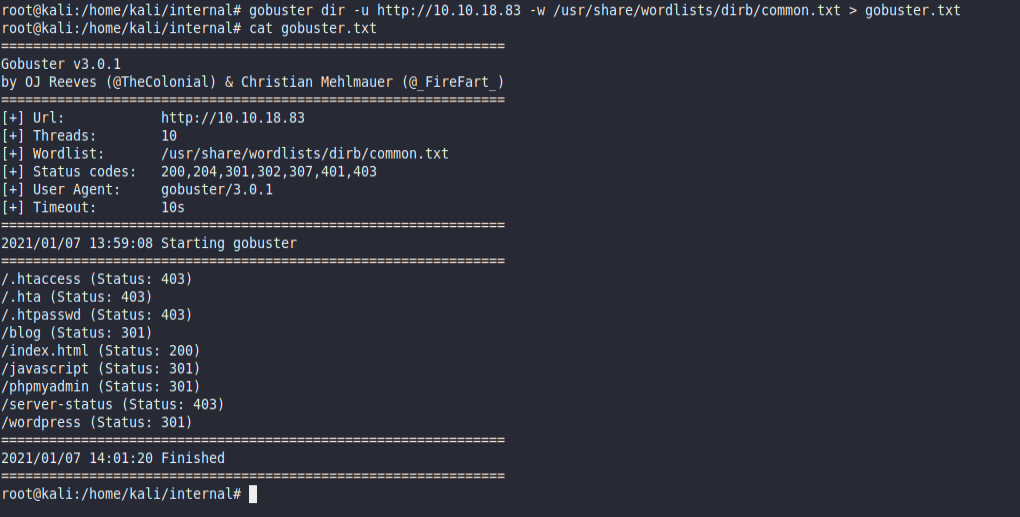 root@kali:/home/kali/internal# gobuster dir -u http://10.10.18.83 -w /usr/share/wordlists/dirb/common.txt > gobuster.txt
root@kali:/home/kali/internal# cat gobuster.txt
===============================================================
Gobuster v3.0.1
by OJ Reeves (@TheColonial) & Christian Mehlmauer (@_FireFart_)
===============================================================
[+] Url:            http://10.10.18.83
[+] Threads:        10
[+] Wordlist:       /usr/share/wordlists/dirb/common.txt
[+] Status codes:   200,204,301,302,307,401,403
[+] User Agent:     gobuster/3.0.1
[+] Timeout:        10s
===============================================================
2021/01/07 13:59:08 Starting gobuster
===============================================================
/.htaccess (Status: 403)
/.hta (Status: 403)
/.htpasswd (Status: 403)
/blog (Status: 301)
/index.html (Status: 200)
/javascript (Status: 301)
/phpmyadmin (Status: 301)
/server-status (Status: 403)
/wordpress (Status: 301)
===============================================================
2021/01/07 14:01:20 Finished
===============================================================
root@kali:/home/kali/internal#